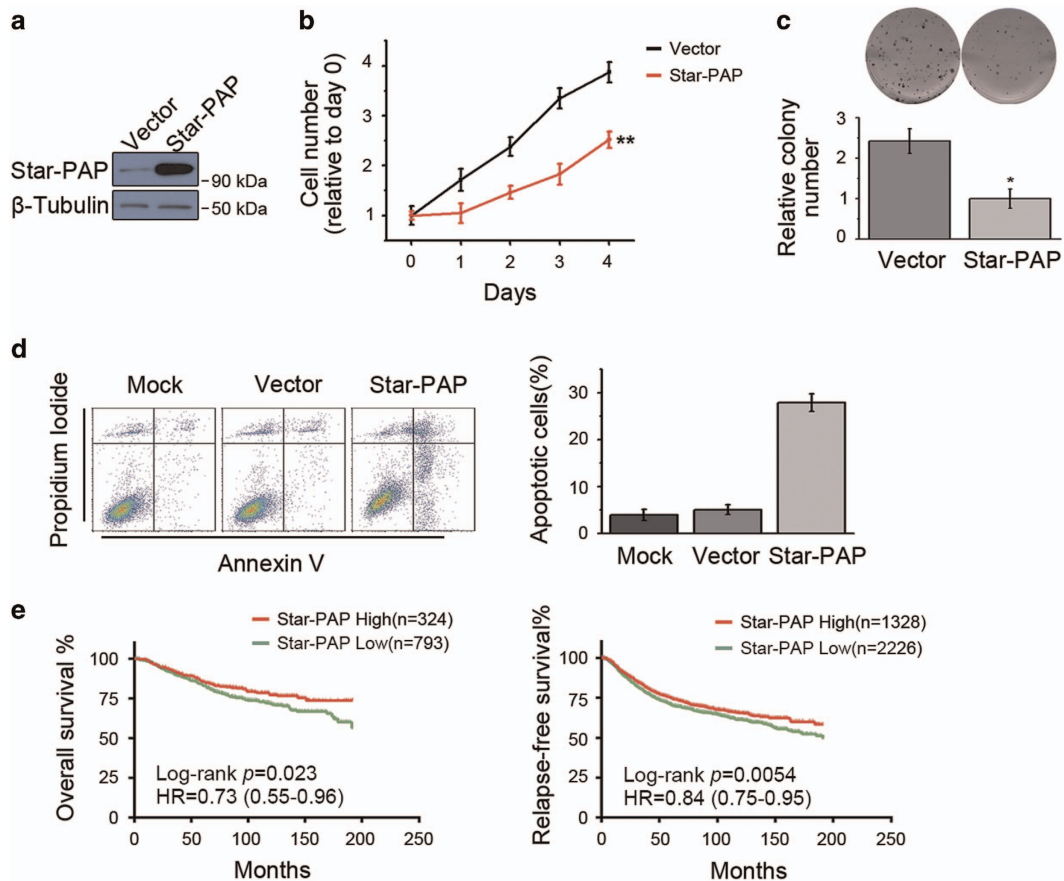 a
Vector
Star-PAP
Star-PAP
90 kDa
β-Tubulin
50 kDa
b
Cell number
(relative to day 0)
4
3
2
1
0 1 2 3 4
Days
Vector
Star-PAP
**
c
Relative colony
number
3
2
1
0
*
Vector Star-PAP
d
Propidium Iodide
Mock Vector Star-PAP
Annexin V
Apoptotic cells(%)
30
20
10
0
Mock Vector Star-PAP
e
Star-PAP High(n=324)
Star-PAP Low(n=793)
Overall survival %
100
75
50
25
0
Log-rank p=0.023
HR=0.73 (0.55-0.96)
0 50 100 150 200 250
Months
Star-PAP High(n=1328)
Star-PAP Low(n=2226)
Relapse-free survival%
100
75
50
25
0
Log-rank p=0.0054
HR=0.84 (0.75-0.95)
0 50 100 150 200 250
Months